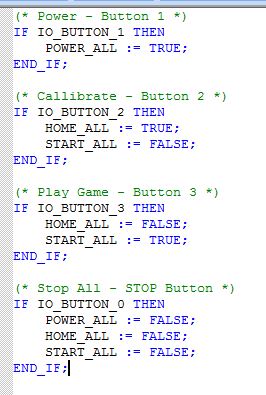 (* Power - Button 1 *)
IF IO_BUTTON_1 THEN
POWER_ALL := TRUE;
END_IF;
(* Callibrate - Button 2 *)
IF IO_BUTTON_2 THEN
HOME_ALL := TRUE;
START_ALL := FALSE;
END_IF;
(* Play Game - Button 3 *)
IF IO_BUTTON_3 THEN
HOME_ALL := FALSE;
START_ALL := TRUE;
END_IF;
(* Stop All - STOP Button *)
IF IO_BUTTON_0 THEN
POWER_ALL := FALSE;
HOME_ALL := FALSE;
START_ALL := FALSE;
END_IF;